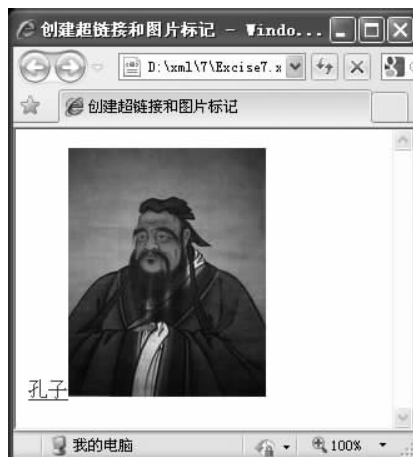 创建超链接和图片标记 - Windo...
D:\xml\7\Excise7.x
创建超链接和图片标记
孔子
我的电脑
100%